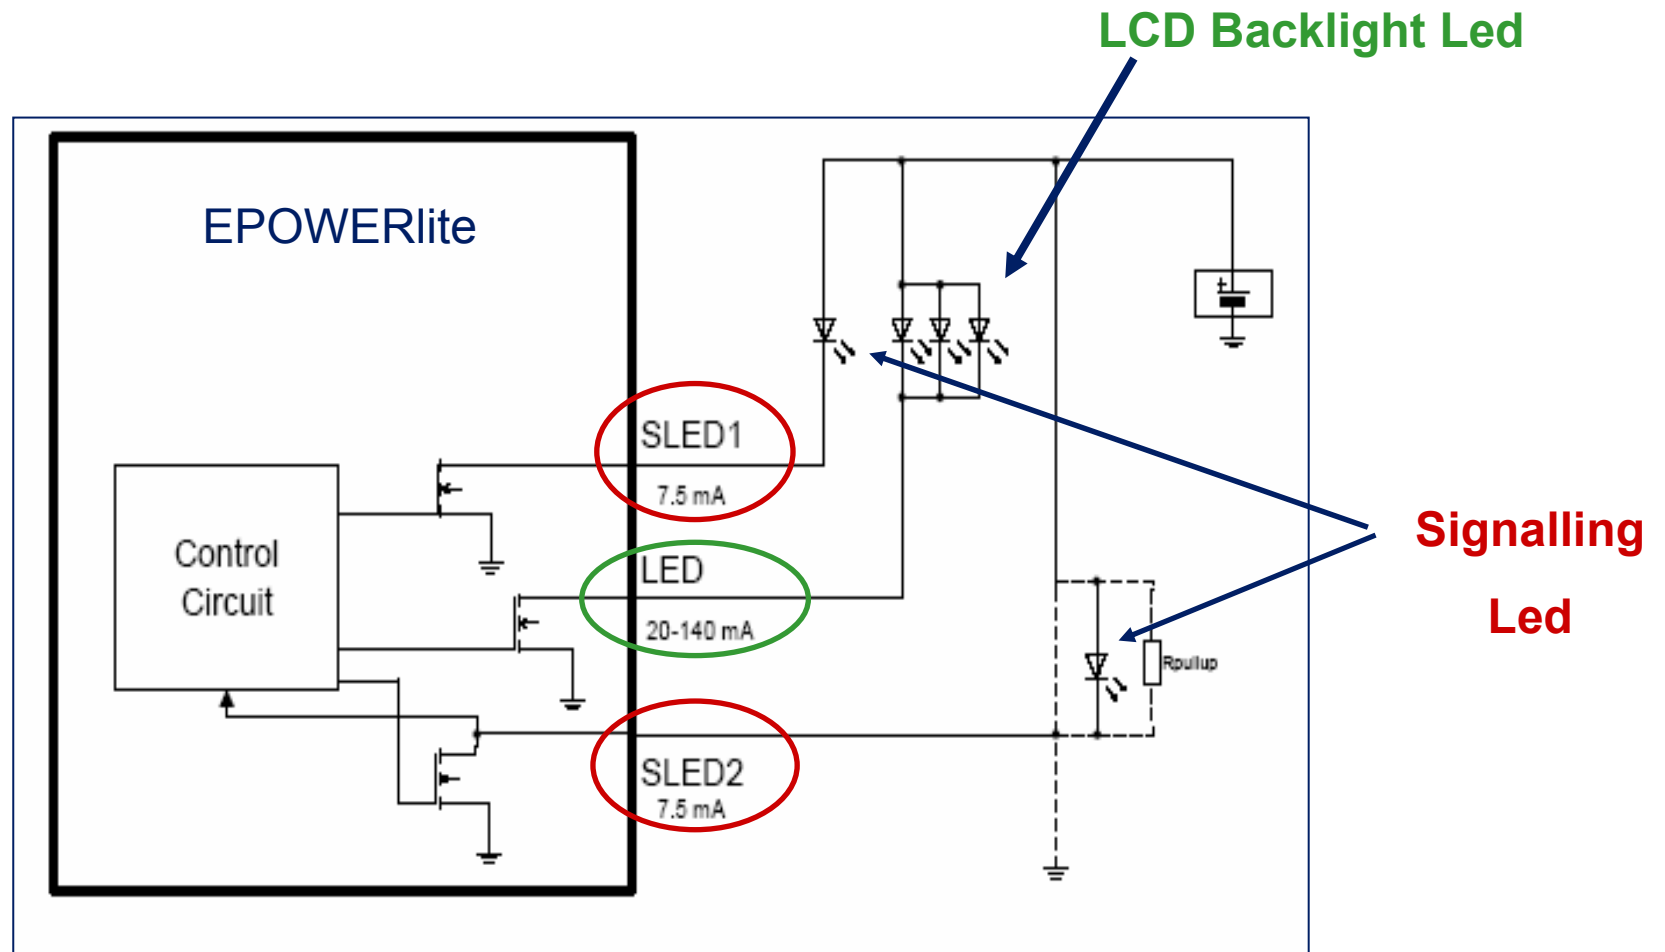 LCD Backlight Led
EPOWERlite
+
SLED1
7.5 mA
Control
Circuit
LED
20-140 mA
Signalling
Led
Rpullup
SLED2
7.5 mA